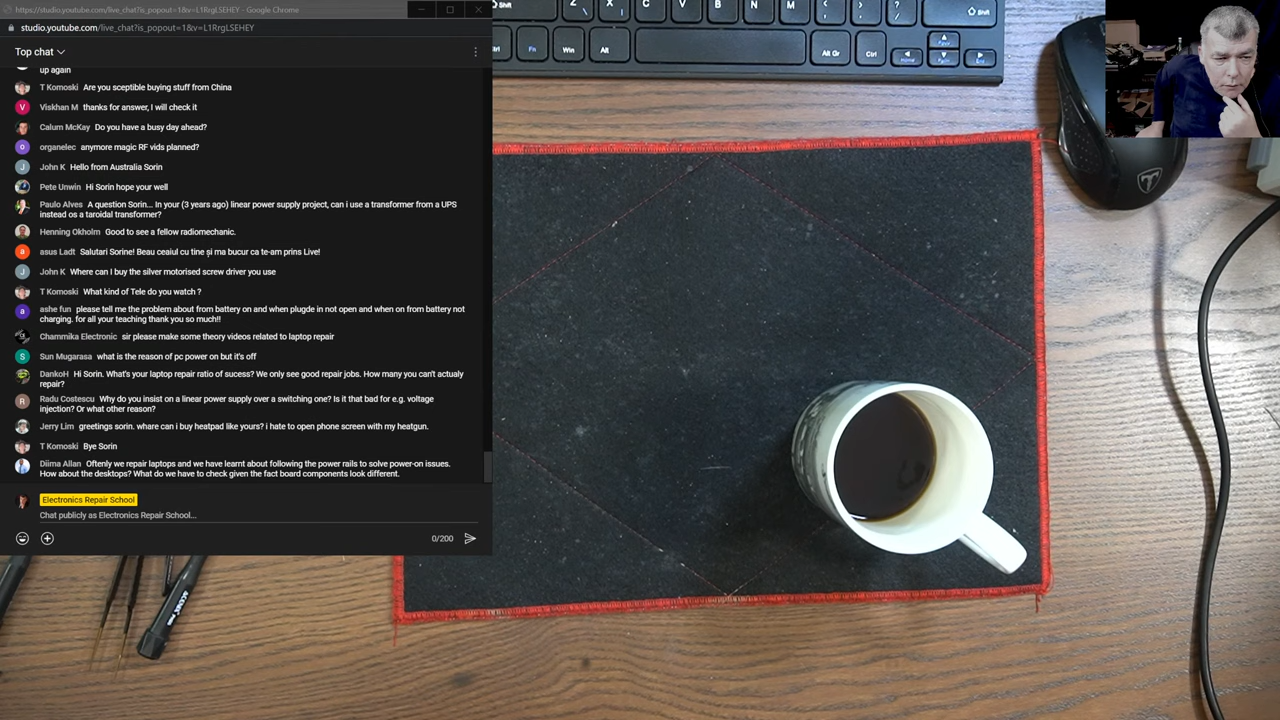 https://studio.youtube.com/live_chat?is_popout=1&v=L1RrgLSEHEY - Google Chrome
studio.youtube.com/live_chat?is_popout=1&v=L1RrgLSEHEY
Top chat
up again
T Komoski Are you sceptible buying stuff from China
Viskhan M thanks for answer, I will check it
Calum McKay Do you have a busy day ahead?
organelec anymore magic RF vids planned?
John K Hello from Australia Sorin
Pete Unwin Hi Sorin hope your well
Paulo Alves A question Sorin... In your (3 years ago) linear power supply project, can i use a transformer from a UPS
instead os a taroidal transformer?
Henning Okholm Good to see a fellow radiomechanic.
asus Ladt Salutari Sorine! Beau ceaiul cu tine și ma bucur ca te-am prins Live!
John K Where can I buy the silver motorised screw driver you use
T Komoski What kind of Tele do you watch ?
ashe fun please tell me the problem about from battery on and when plugde in not open and when on from battery not
charging. for all your teaching thank you so much!!
Chammika Electronic sir please make some theory videos related to laptop repair
Sun Mugarasa what is the reason of pc power on but it's off
DankoH Hi Sorin. What's your laptop repair ratio of sucess? We only see good repair jobs. How many you can't actualy
repair?
Radu Costescu Why do you insist on a linear power supply over a switching one? Is it that bad for e.g. voltage
injection? Or what other reason?
Jerry Lim greetings sorin. whare can i buy heatpad like yours? i hate to open phone screen with my heatgun.
T Komoski Bye Sorin
Diima Allan Oftenly we repair laptops and we have learnt about following the power rails to solve power-on issues.
How about the desktops? What do we have to check given the fact board components look different.
Electronics Repair School
Chat publicly as Electronics Repair School...
0/200
Z X C V B N M Shift
Fn Win Alt Alt Gr Ctrl